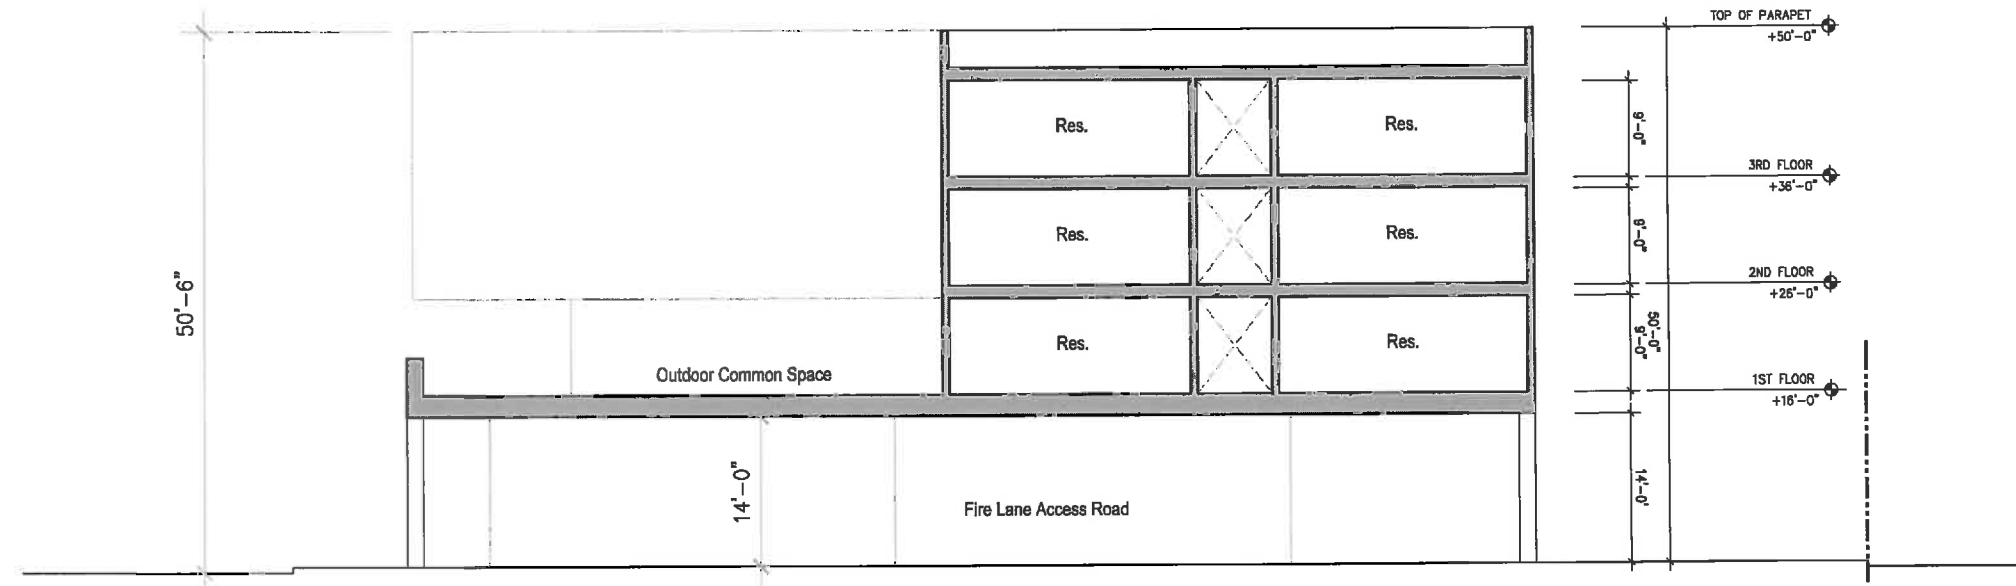 TOP OF PARAPET
+50'-0"
9'-0"
Res.
Res.
3RD FLOOR
+36'-0"
9'-0"
Res.
Res.
2ND FLOOR
+26'-0"
50'-6"
50'-0"
9'-0"
Res.
Res.
Outdoor Common Space
1ST FLOOR
+16'-0"
14'-0"
14'-0'
Fire Lane Access Road